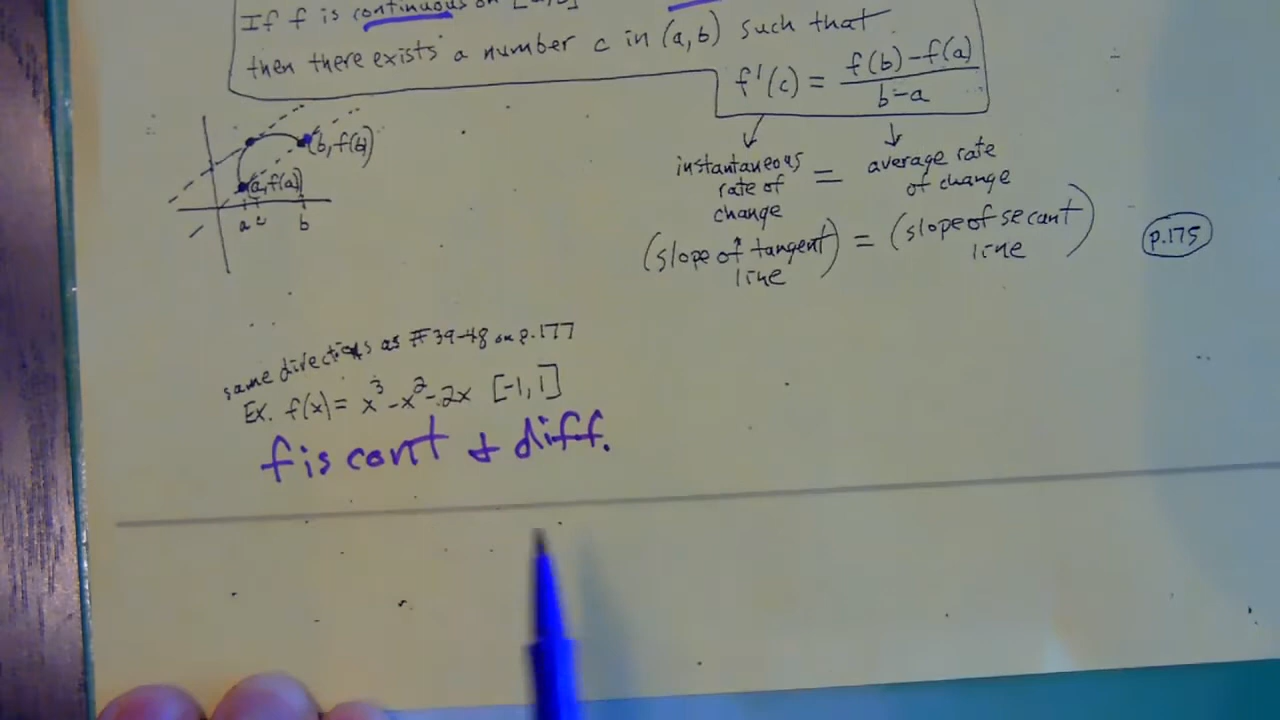 If f is continuous on [a,b]
then there exists a number c in (a,b) such that
f'(c) = f(b)-f(a)
b-a
(b, f(b))
(a, f(a))
a c b
instantaneous rate of change = average rate of change
(slope of tangent line) = (slope of secant line)
p.175
same directions as #39-48 on p.177
Ex. f(x) = x³-x²-2x [-1,1]
f is cont & diff.